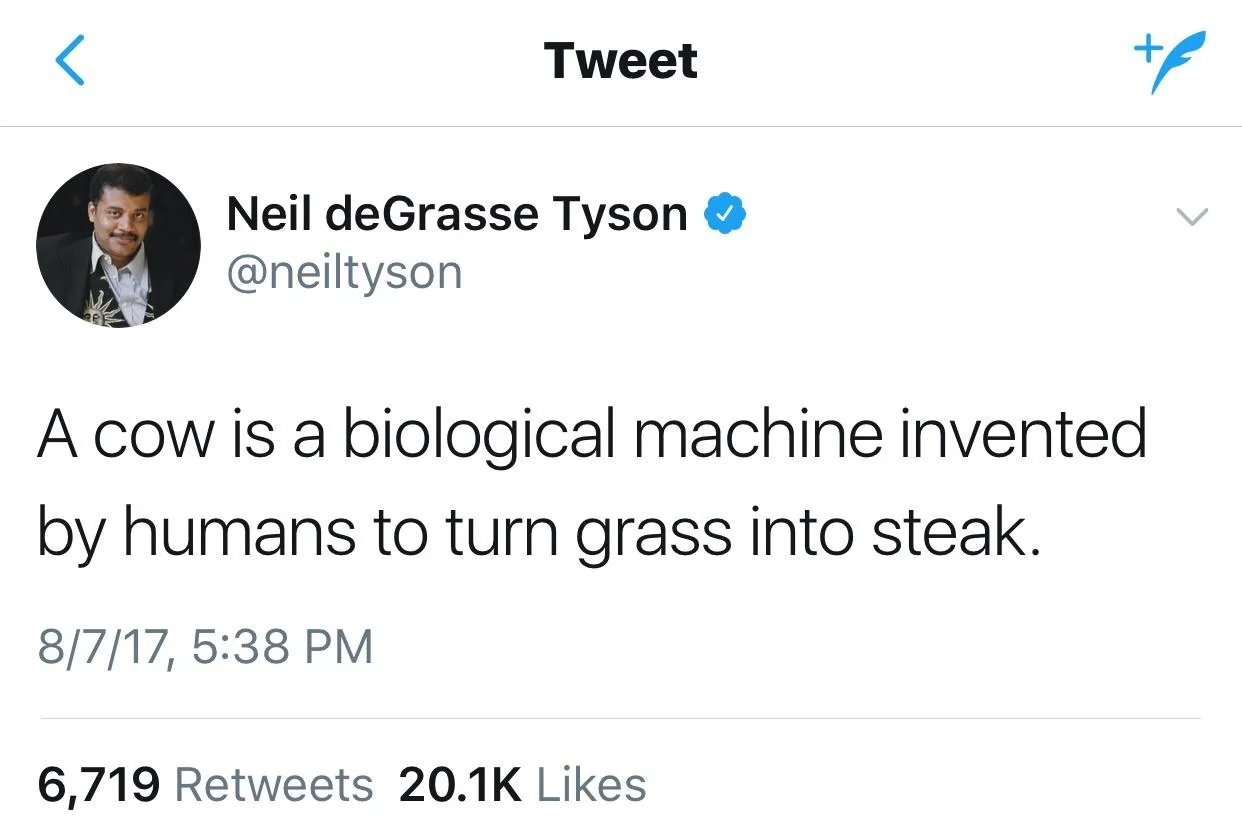 Tweet
Neil deGrasse Tyson
@neiltyson
A cow is a biological machine invented
by humans to turn grass into steak.
8/7/17, 5:38 PM
6,719 Retweets 20.1K Likes